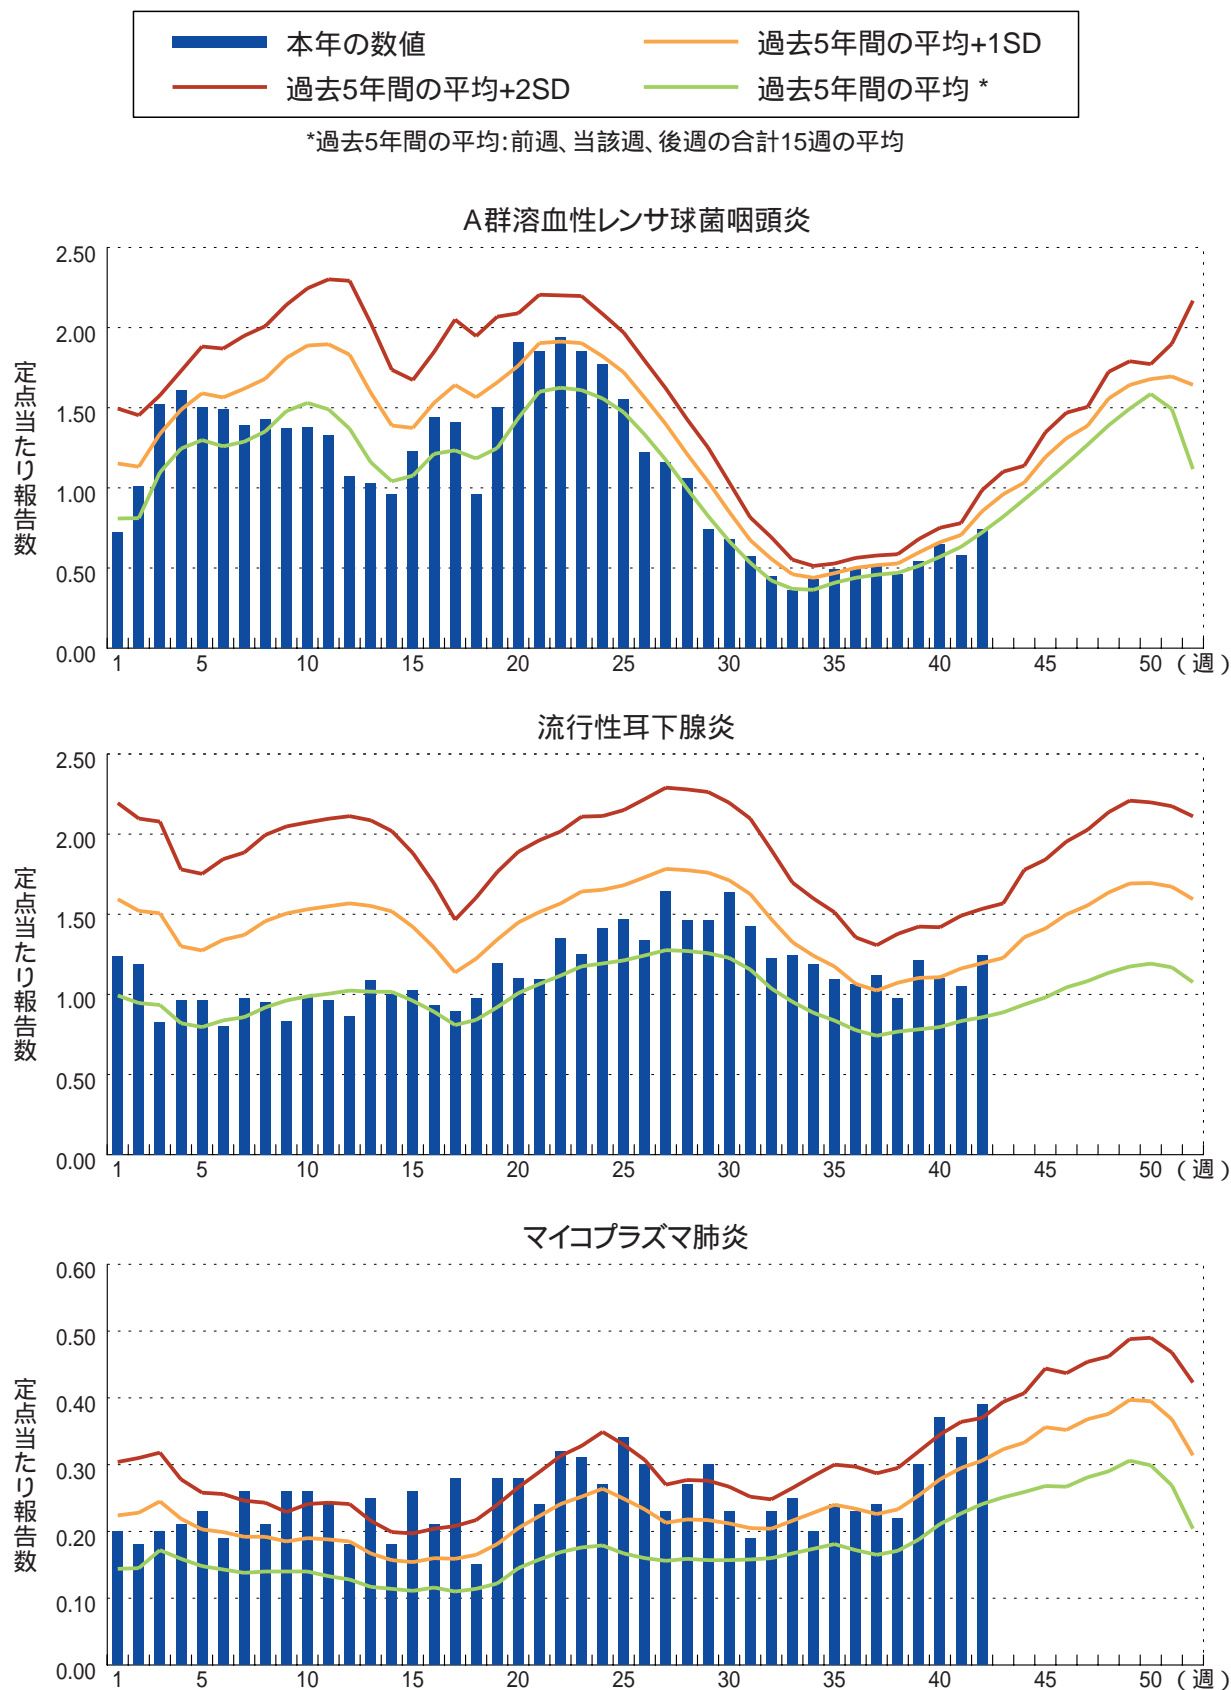 本年の数値 過去5年間の平均+1SD
過去5年間の平均+2SD 過去5年間の平均 *
*過去5年間の平均:前週、当該週、後週の合計15週の平均
A群溶血性レンサ球菌咽頭炎
定点当たり報告数
2.50
2.00
1.50
1.00
0.50
0.00
1 5 10 15 20 25 30 35 40 45 50 (週)
流行性耳下腺炎
定点当たり報告数
2.50
2.00
1.50
1.00
0.50
0.00
1 5 10 15 20 25 30 35 40 45 50 (週)
マイコプラズマ肺炎
定点当たり報告数
0.60
0.50
0.40
0.30
0.20
0.10
0.00
1 5 10 15 20 25 30 35 40 45 50 (週)